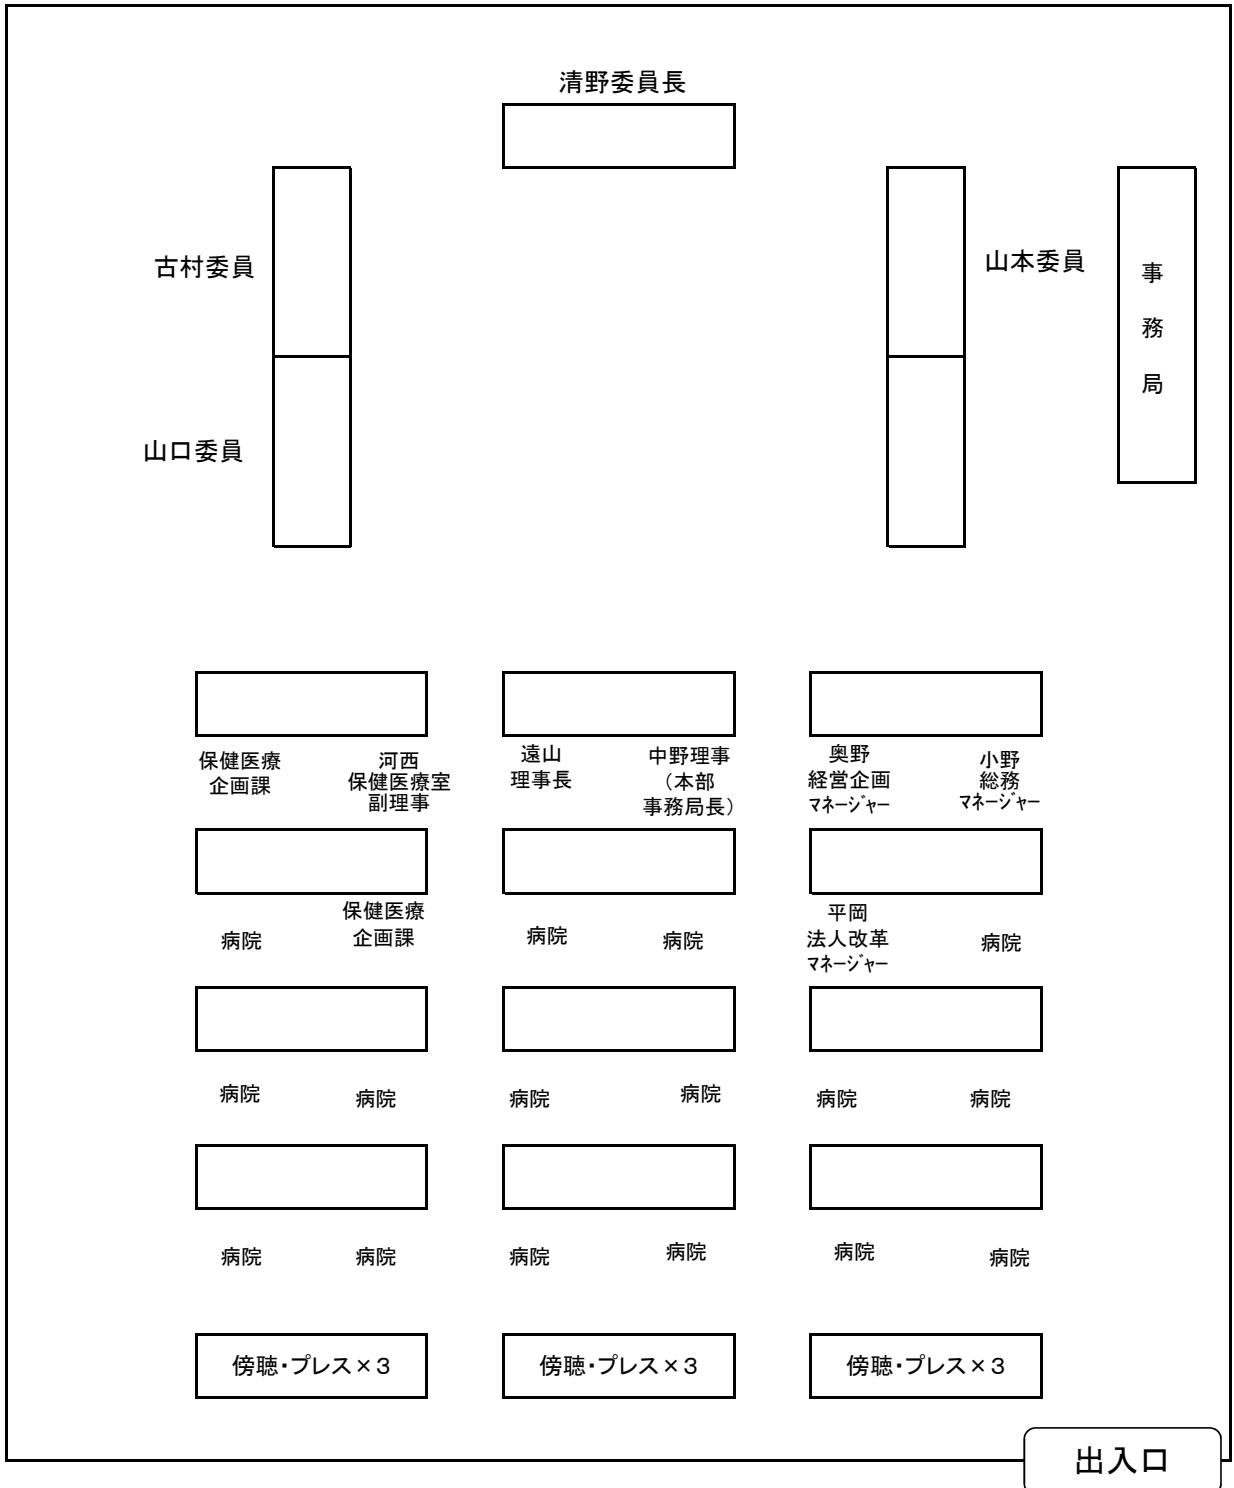 清野委員長
古村委員
山本委員
事務局
山口委員
保健医療
企画課
河西
保健医療室
副理事
遠山
理事長
中野理事
（本部
事務局長）
奥野
経営企画
ﾏﾈｰｼﾞｬｰ
小野
総務
ﾏﾈｰｼﾞｬｰ
病院
保健医療
企画課
病院
病院
平岡
法人改革
ﾏﾈｰｼﾞｬｰ
病院
病院
病院
病院
病院
病院
病院
病院
病院
病院
病院
病院
病院
傍聴・プレス×３
傍聴・プレス×３
傍聴・プレス×３
出入口